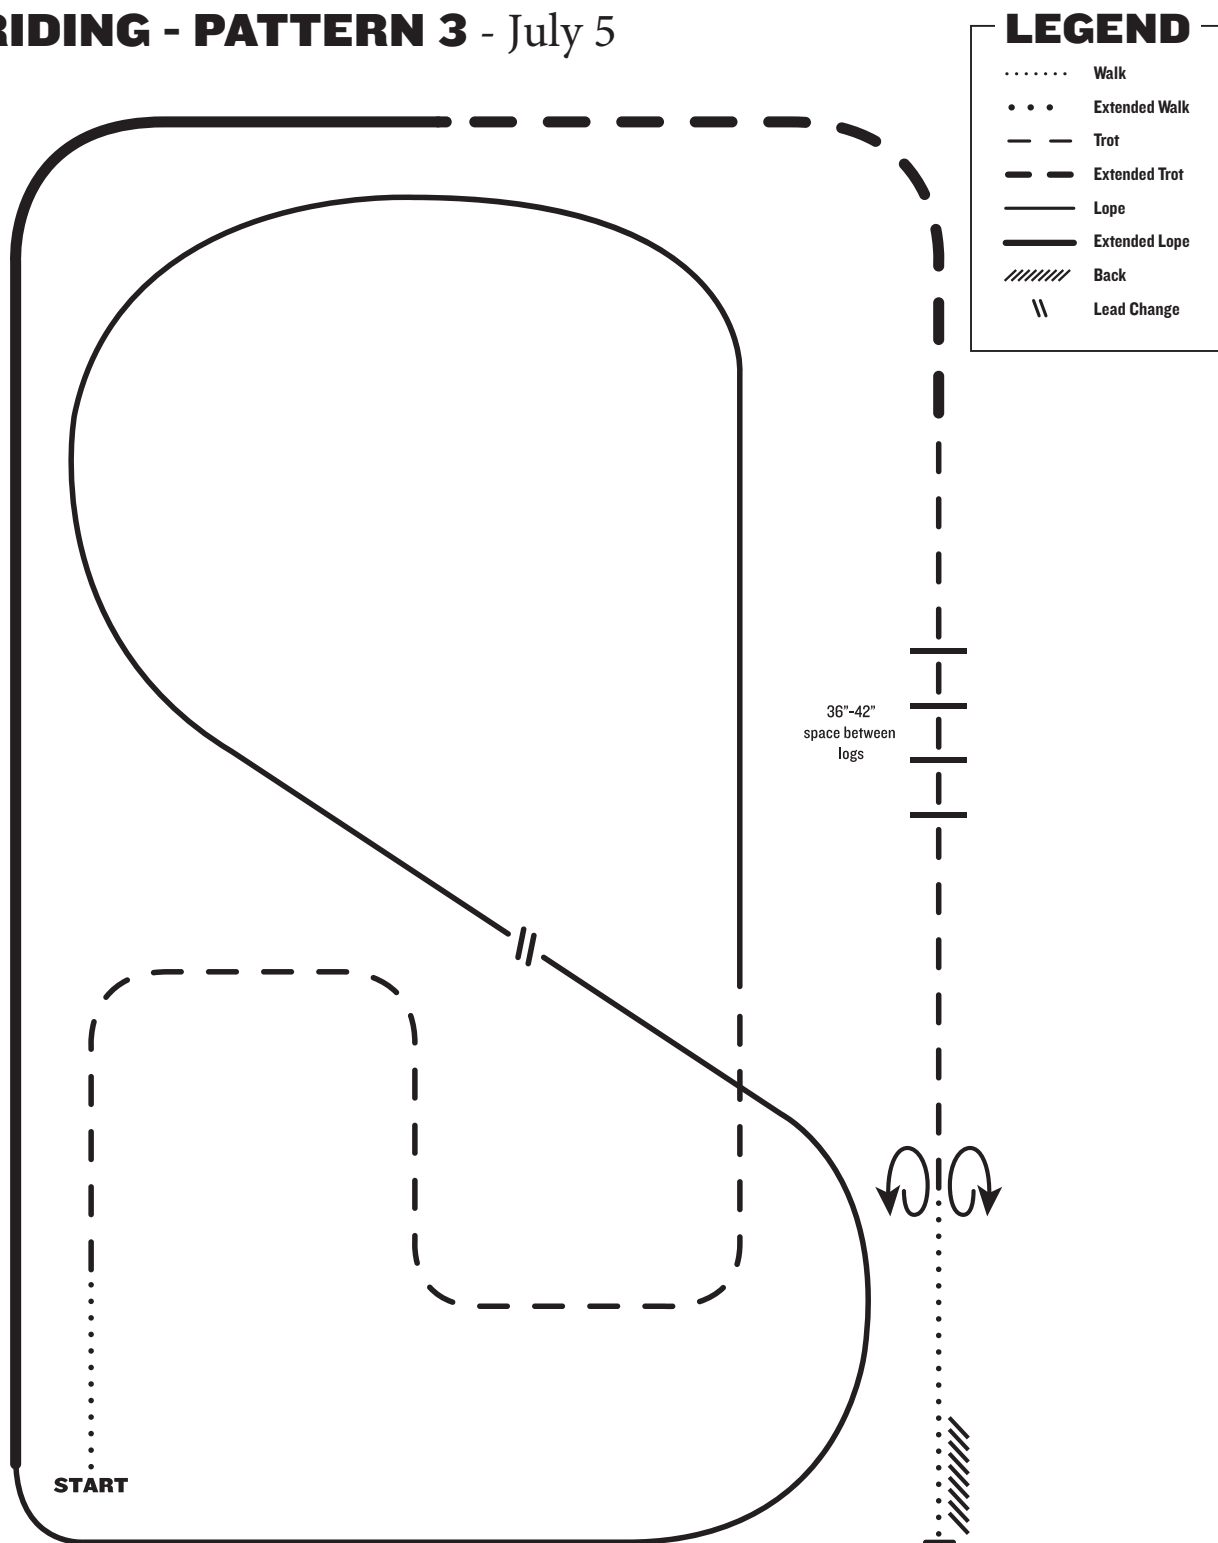 RIDING - PATTERN 3 - July 5
LEGEND
Walk
Extended Walk
Trot
Extended Trot
Lope
Extended Lope
Back
Lead Change
36”-42”
space between
logs
START